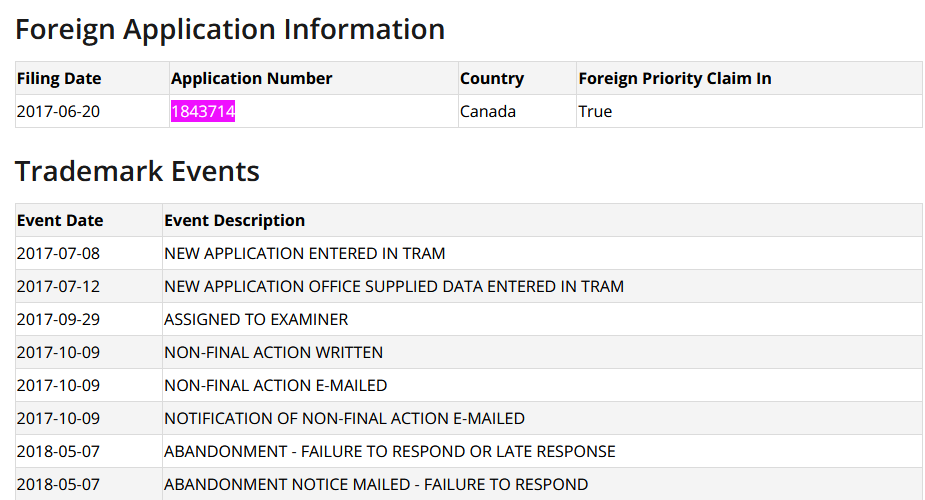 Foreign Application Information
Filing Date Application Number Country Foreign Priority Claim In
2017-06-20 1843714 Canada True
Trademark Events
Event Date Event Description
2017-07-08 NEW APPLICATION ENTERED IN TRAM
2017-07-12 NEW APPLICATION OFFICE SUPPLIED DATA ENTERED IN TRAM
2017-09-29 ASSIGNED TO EXAMINER
2017-10-09 NON-FINAL ACTION WRITTEN
2017-10-09 NON-FINAL ACTION E-MAILED
2017-10-09 NOTIFICATION OF NON-FINAL ACTION E-MAILED
2018-05-07 ABANDONMENT - FAILURE TO RESPOND OR LATE RESPONSE
2018-05-07 ABANDONMENT NOTICE MAILED - FAILURE TO RESPOND